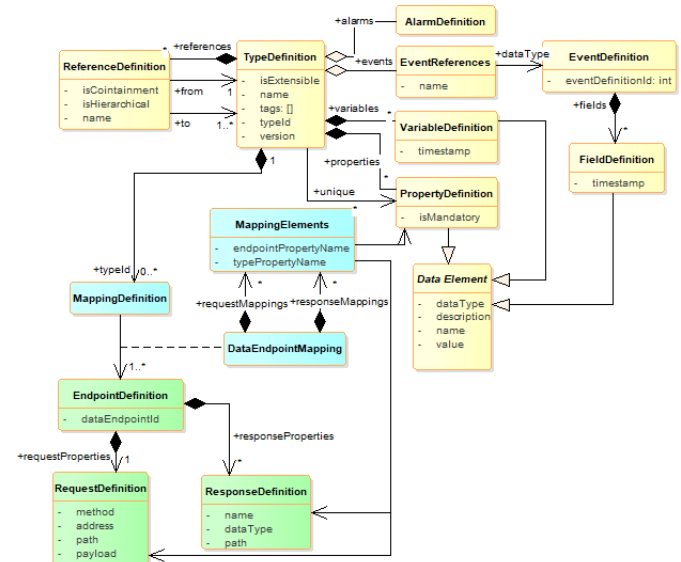 +alarms
AlarmDefinition
* +references
ReferenceDefinition
- isCointainment
- isHierarchical
- name
+from
1
+to
1..*
TypeDefinition
- isExtensible
- name
- tags: []
- typeId
- version
1
+events
EventReferences
- name
+dataType
EventDefinition
- eventDefinitionId: int
+fields
*
FieldDefinition
- timestamp
+variables
*
VariableDefinition
- timestamp
+properties
*
+unique
PropertyDefinition
- isMandatory
*
MappingElements
- endpointPropertyName
- typePropertyName
Data Element
- dataType
- description
- name
- value
+typeId
0..*
MappingDefinition
*
*
+requestMappings
+responseMappings
DataEndpointMapping
1..*
EndpointDefinition
- dataEndpointId
+responseProperties
*
+requestProperties
1
RequestDefinition
- method
- address
- path
- payload
ResponseDefinition
- name
- dataType
- path